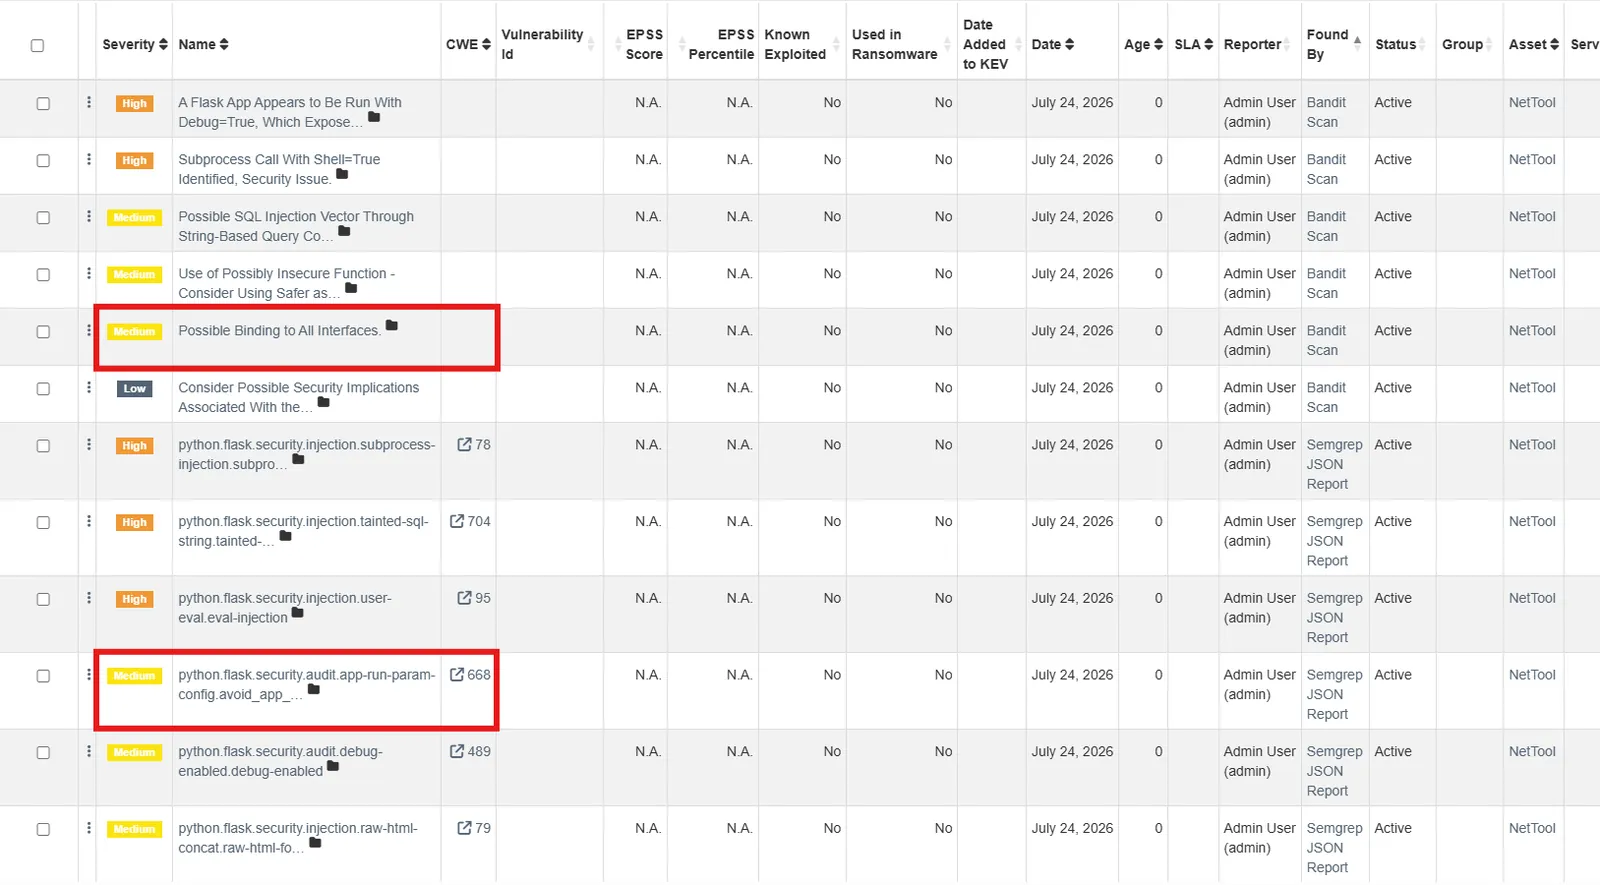 Severity Name CWE Vulnerability Id EPSS Score EPSS Percentile Known Exploited Used in Ransomware Date Added to KEV Date Age SLA Reporter Found By Status Group Asset Serv
High A Flask App Appears to Be Run With N.A. N.A. No No July 24, 2026 0 Admin User Bandit Active NetTool
Debug=True, Which Expose… (admin) Scan
High Subprocess Call With Shell=True N.A. N.A. No No July 24, 2026 0 Admin User Bandit Active NetTool
Identified, Security Issue. (admin) Scan
Medium Possible SQL Injection Vector Through N.A. N.A. No No July 24, 2026 0 Admin User Bandit Active NetTool
String-Based Query Co… (admin) Scan
Medium Use of Possibly Insecure Function - N.A. N.A. No No July 24, 2026 0 Admin User Bandit Active NetTool
Consider Using Safer as… (admin) Scan
Medium Possible Binding to All Interfaces. N.A. N.A. No No July 24, 2026 0 Admin User Bandit Active NetTool
(admin) Scan
Low Consider Possible Security Implications N.A. N.A. No No July 24, 2026 0 Admin User Bandit Active NetTool
Associated With the… (admin) Scan
High python.flask.security.injection.subprocess- 78 N.A. N.A. No No July 24, 2026 0 Admin User Semgrep Active NetTool
injection.subpro… (admin) JSON
Report
High python.flask.security.injection.tainted-sql- 704 N.A. N.A. No No July 24, 2026 0 Admin User Semgrep Active NetTool
string.tainted-… (admin) JSON
Report
High python.flask.security.injection.user- 95 N.A. N.A. No No July 24, 2026 0 Admin User Semgrep Active NetTool
eval.eval-injection (admin) JSON
Report
Medium python.flask.security.audit.app-run-param- 668 N.A. N.A. No No July 24, 2026 0 Admin User Semgrep Active NetTool
config.avoid_app_… (admin) JSON
Report
Medium python.flask.security.audit.debug- 489 N.A. N.A. No No July 24, 2026 0 Admin User Semgrep Active NetTool
enabled.debug-enabled (admin) JSON
Report
Medium python.flask.security.injection.raw-html- 79 N.A. N.A. No No July 24, 2026 0 Admin User Semgrep Active NetTool
concat.raw-html-fo… (admin) JSON
Report